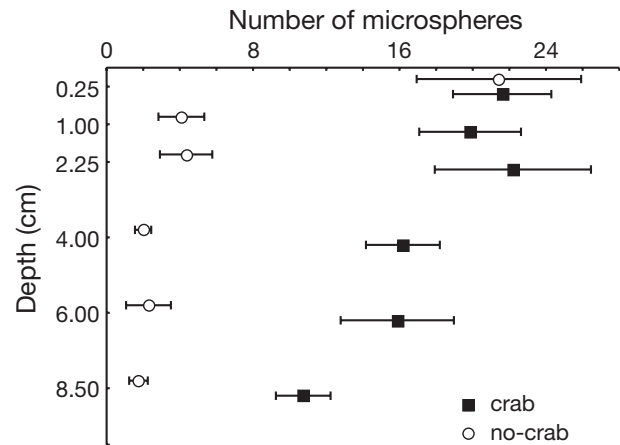 Number of microspheres
0 8 16 24
0.25
1.00
2.25
4.00
6.00
8.50
Depth (cm)
crab
no-crab